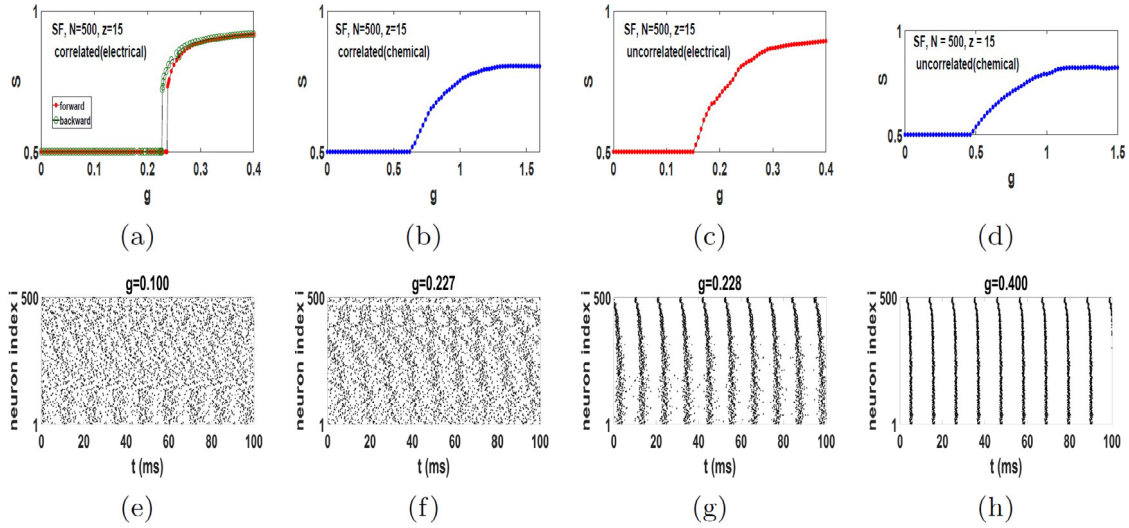 1
SF, N=500, z=15
correlated(electrical)
S
forward
backward
0.5
0 0.1 0.2 0.3 0.4
g
(a)
1
SF, N=500, z=15
correlated(chemical)
S
0.5
0 0.5 1 1.5
g
(b)
1
SF, N=500, z=15
uncorrelated(electrical)
S
0.5
0 0.1 0.2 0.3 0.4
g
(c)
1
SF, N = 500, z = 15
uncorrelated(chemical)
S
0.5
0 0.5 1 1.5
g
(d)
g=0.100
500
neuron index i
1
0 20 40 60 80 100
t (ms)
(e)
g=0.227
500
neuron index i
1
0 20 40 60 80 100
t (ms)
(f)
g=0.228
500
neuron index i
1
0 20 40 60 80 100
t (ms)
(g)
g=0.400
500
neuron index i
1
0 20 40 60 80 100
t (ms)
(h)